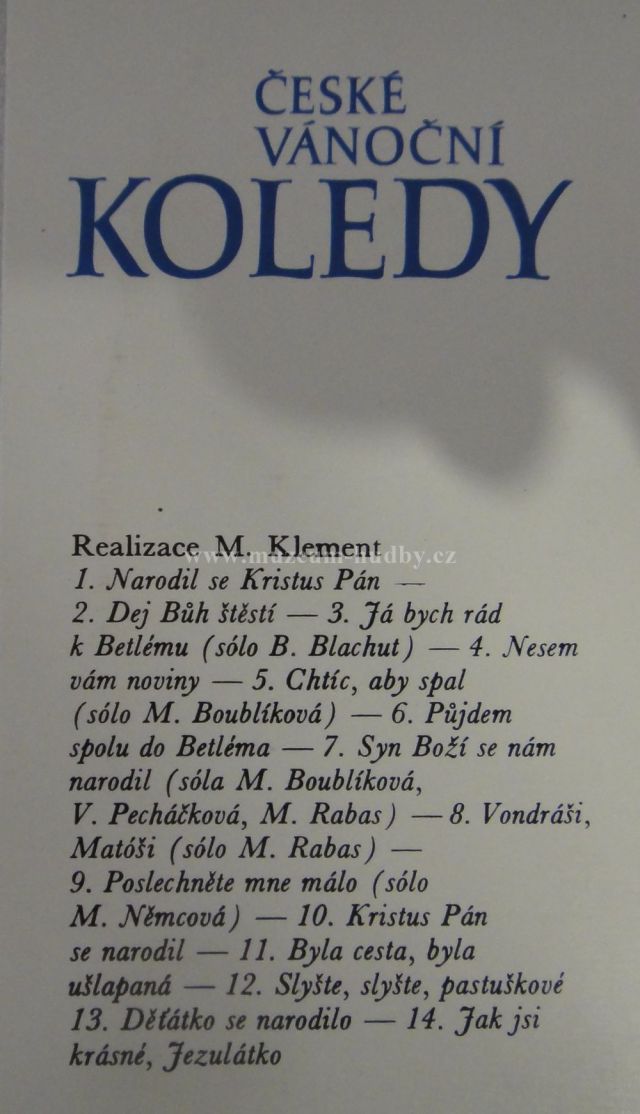 ČESKÉ
VÁNOČNÍ
KOLEDY
Realizace M. Klement
www.muzeum-hudby.cz
1. Narodil se Kristus Pán —
2. Dej Bůh štěstí — 3. Já bych rád
k Betlému (sólo B. Blachut) — 4. Nesem
vám noviny — 5. Chtíc, aby spal
(sólo M. Boublíková) — 6. Půjdem
spolu do Betléma — 7. Syn Boží se nám
narodil (sóla M. Boublíková,
V. Pecháčková, M. Rabas) — 8. Vondráši,
Matóši (sólo M. Rabas) —
9. Poslechněte mne málo (sólo
M. Němcová) — 10. Kristus Pán
se narodil — 11. Byla cesta, byla
ušlapaná — 12. Slyšte, slyšte, pastuškové
13. Děťátko se narodilo — 14. Jak jsi
krásné, Jezulátko